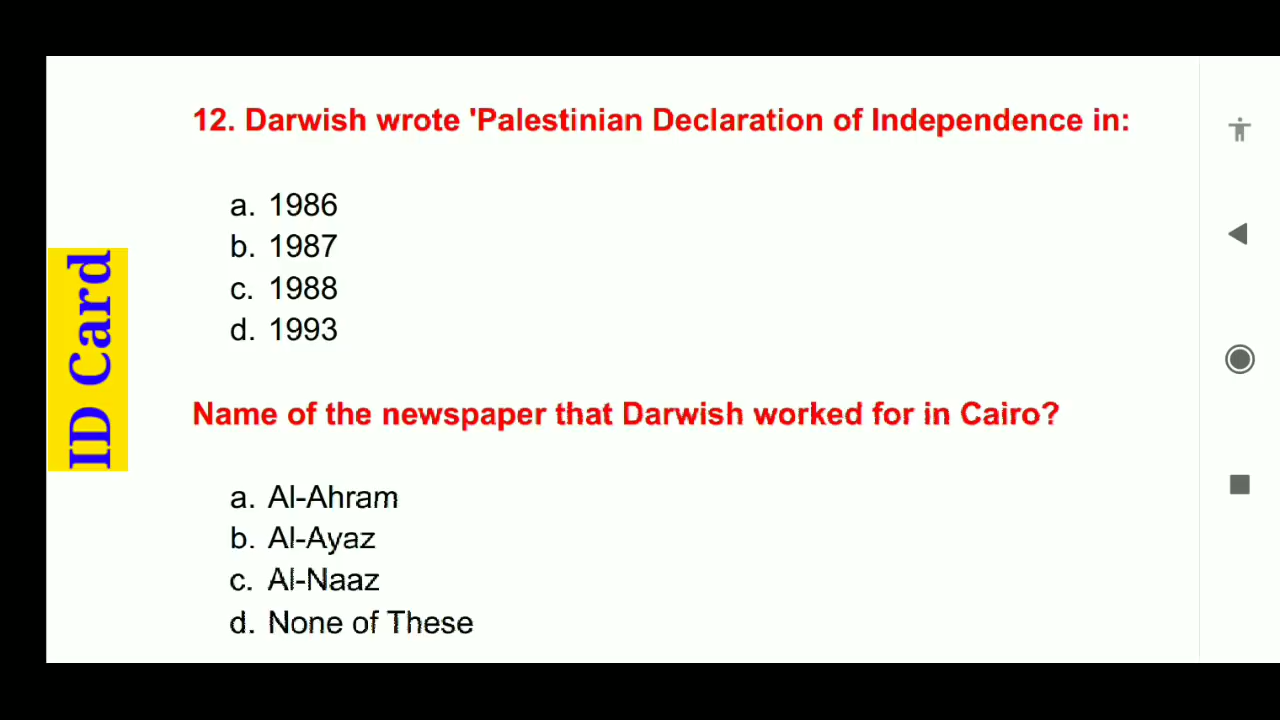 12. Darwish wrote 'Palestinian Declaration of Independence in:
a. 1986
b. 1987
c. 1988
d. 1993
ID Card
Name of the newspaper that Darwish worked for in Cairo?
a. Al-Ahram
b. Al-Ayaz
c. Al-Naaz
d. None of These